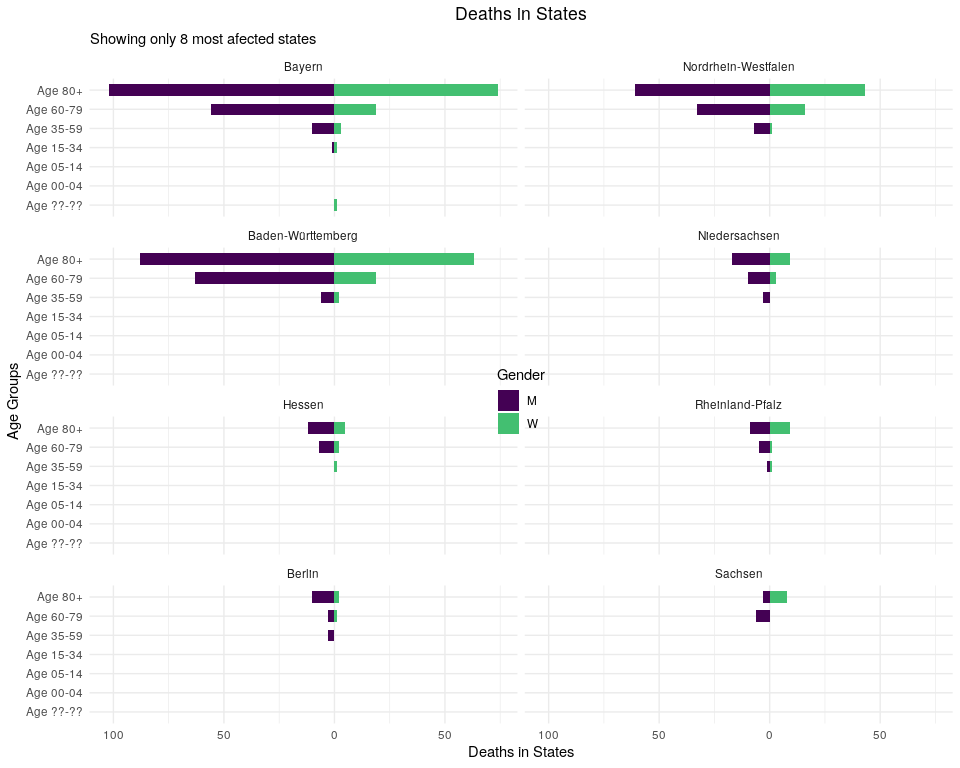 Deaths in States
Showing only 8 most afected states
Bayern
Nordrhein-Westfalen
Age 80+
Age 60-79
Age 35-59
Age 15-34
Age 05-14
Age 00-04
Age ??-??
Baden-Württemberg
Niedersachsen
Age 80+
Age 60-79
Age 35-59
Age 15-34
Age 05-14
Age 00-04
Age ??-??
Age Groups
Gender
M
W
Hessen
Rheinland-Pfalz
Age 80+
Age 60-79
Age 35-59
Age 15-34
Age 05-14
Age 00-04
Age ??-??
Berlin
Sachsen
Age 80+
Age 60-79
Age 35-59
Age 15-34
Age 05-14
Age 00-04
Age ??-??
100 50 0 50 100 50 0 50
Deaths in States